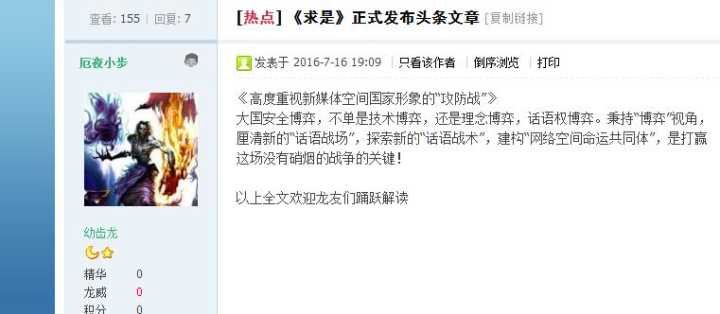 查看: 155 | 回复: 7
[热点] 《求是》正式发布头条文章 [复制链接]
厄夜小步
发表于 2016-7-16 19:09 | 只看该作者 | 倒序浏览 | 打印
《高度重视新媒体空间国家形象的“攻防战”》
大国安全博弈，不单是技术博弈，还是理念博弈，话语权博弈。秉持“博弈”视角，
厘清新的“话语战场”，探索新的“话语战术”，建构“网络空间命运共同体”，是打赢
这场没有硝烟的战争的关键！
以上全文欢迎龙友们踊跃解读
幼齿龙
精华 0
龙威 0
积分 0